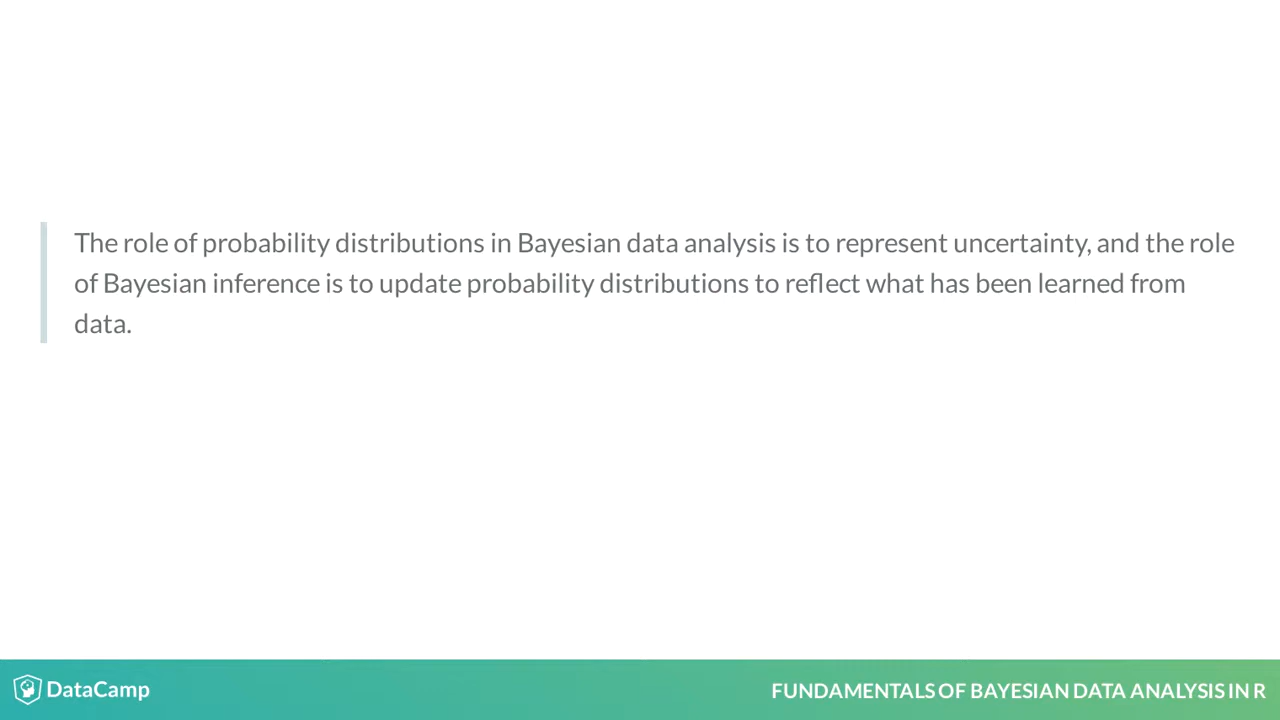 The role of probability distributions in Bayesian data analysis is to represent uncertainty, and the role
of Bayesian inference is to update probability distributions to reflect what has been learned from
data.
DataCamp
FUNDAMENTALS OF BAYESIAN DATA ANALYSIS IN R